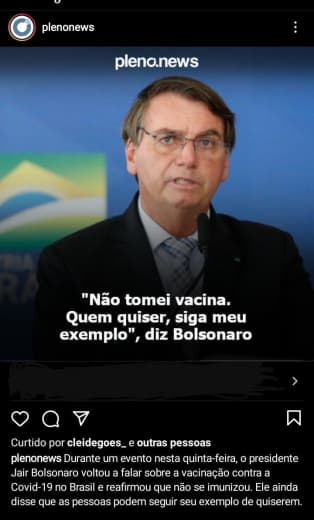 plenonews
pleno.news
"Não tomei vacina.
Quem quiser, siga meu
exemplo", diz Bolsonaro
Curtido por cleidegoes_ e outras pessoas
plenonews Durante um evento nesta quinta-feira, o presidente
Jair Bolsonaro voltou a falar sobre a vacinação contra a
Covid-19 no Brasil e reafirmou que não se imunizou. Ele ainda
disse que as pessoas podem seguir seu exemplo de quiserem.